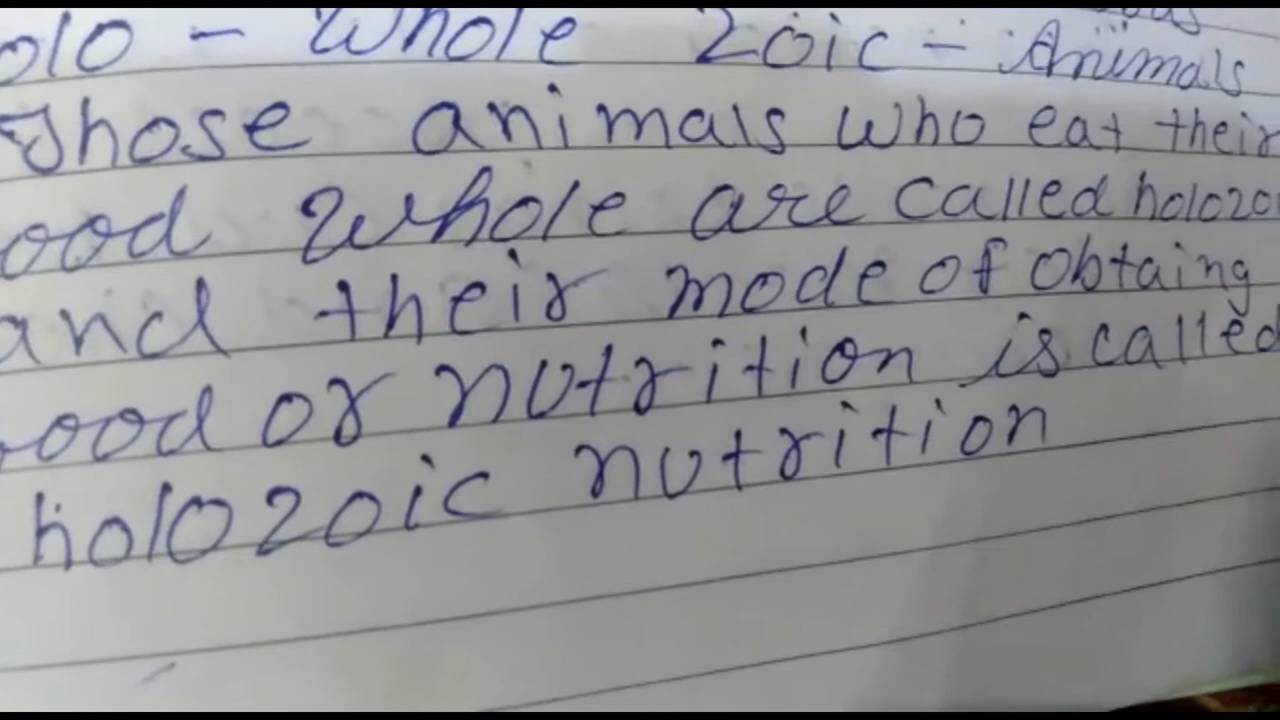 olo - Whole Zoic - Animals
Those animals who eat their
ood whole are called holozoi
and their mode of obtaing
ood or nutrition is called
holozoic nutrition